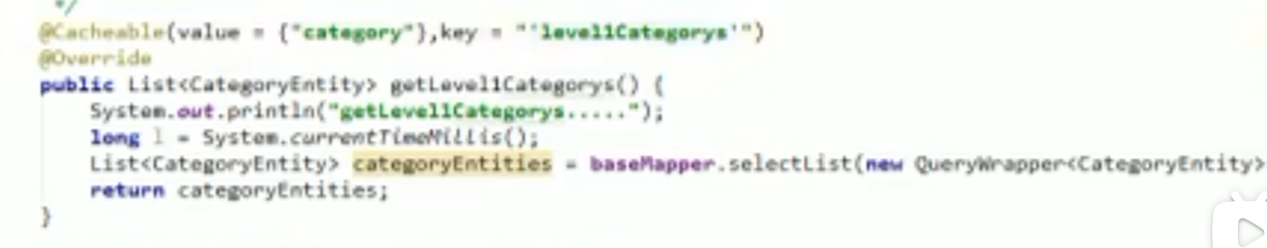 */
@Cacheable(value = {"category"},key = "'level1Categorys'")
@Override
public List<CategoryEntity> getLevel1Categorys() {
System.out.println("getLevel1Categorys.....");
long l = System.currentTimeMillis();
List<CategoryEntity> categoryEntities = baseMapper.selectList(new QueryWrapper<CategoryEntity>
return categoryEntities;
}